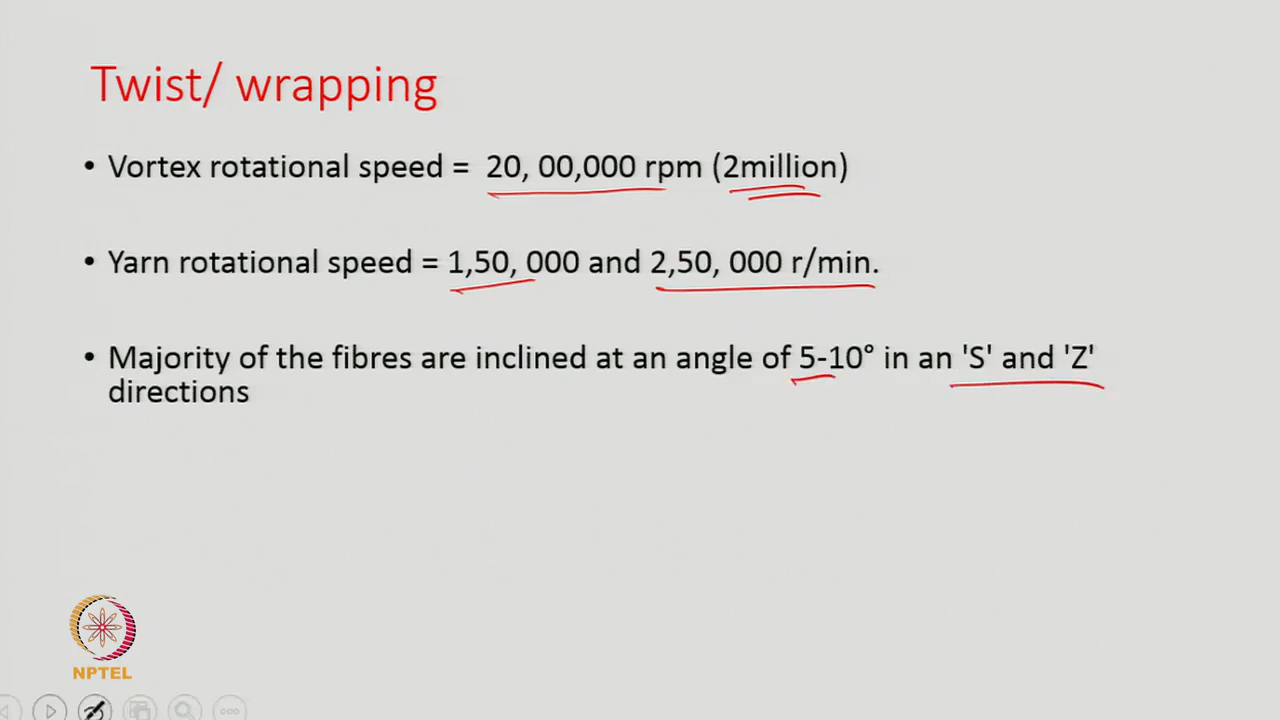 Twist/ wrapping
• Vortex rotational speed = 20, 00,000 rpm (2million)
• Yarn rotational speed = 1,50, 000 and 2,50, 000 r/min.
• Majority of the fibres are inclined at an angle of 5-10° in an 'S' and 'Z'
directions
NPTEL